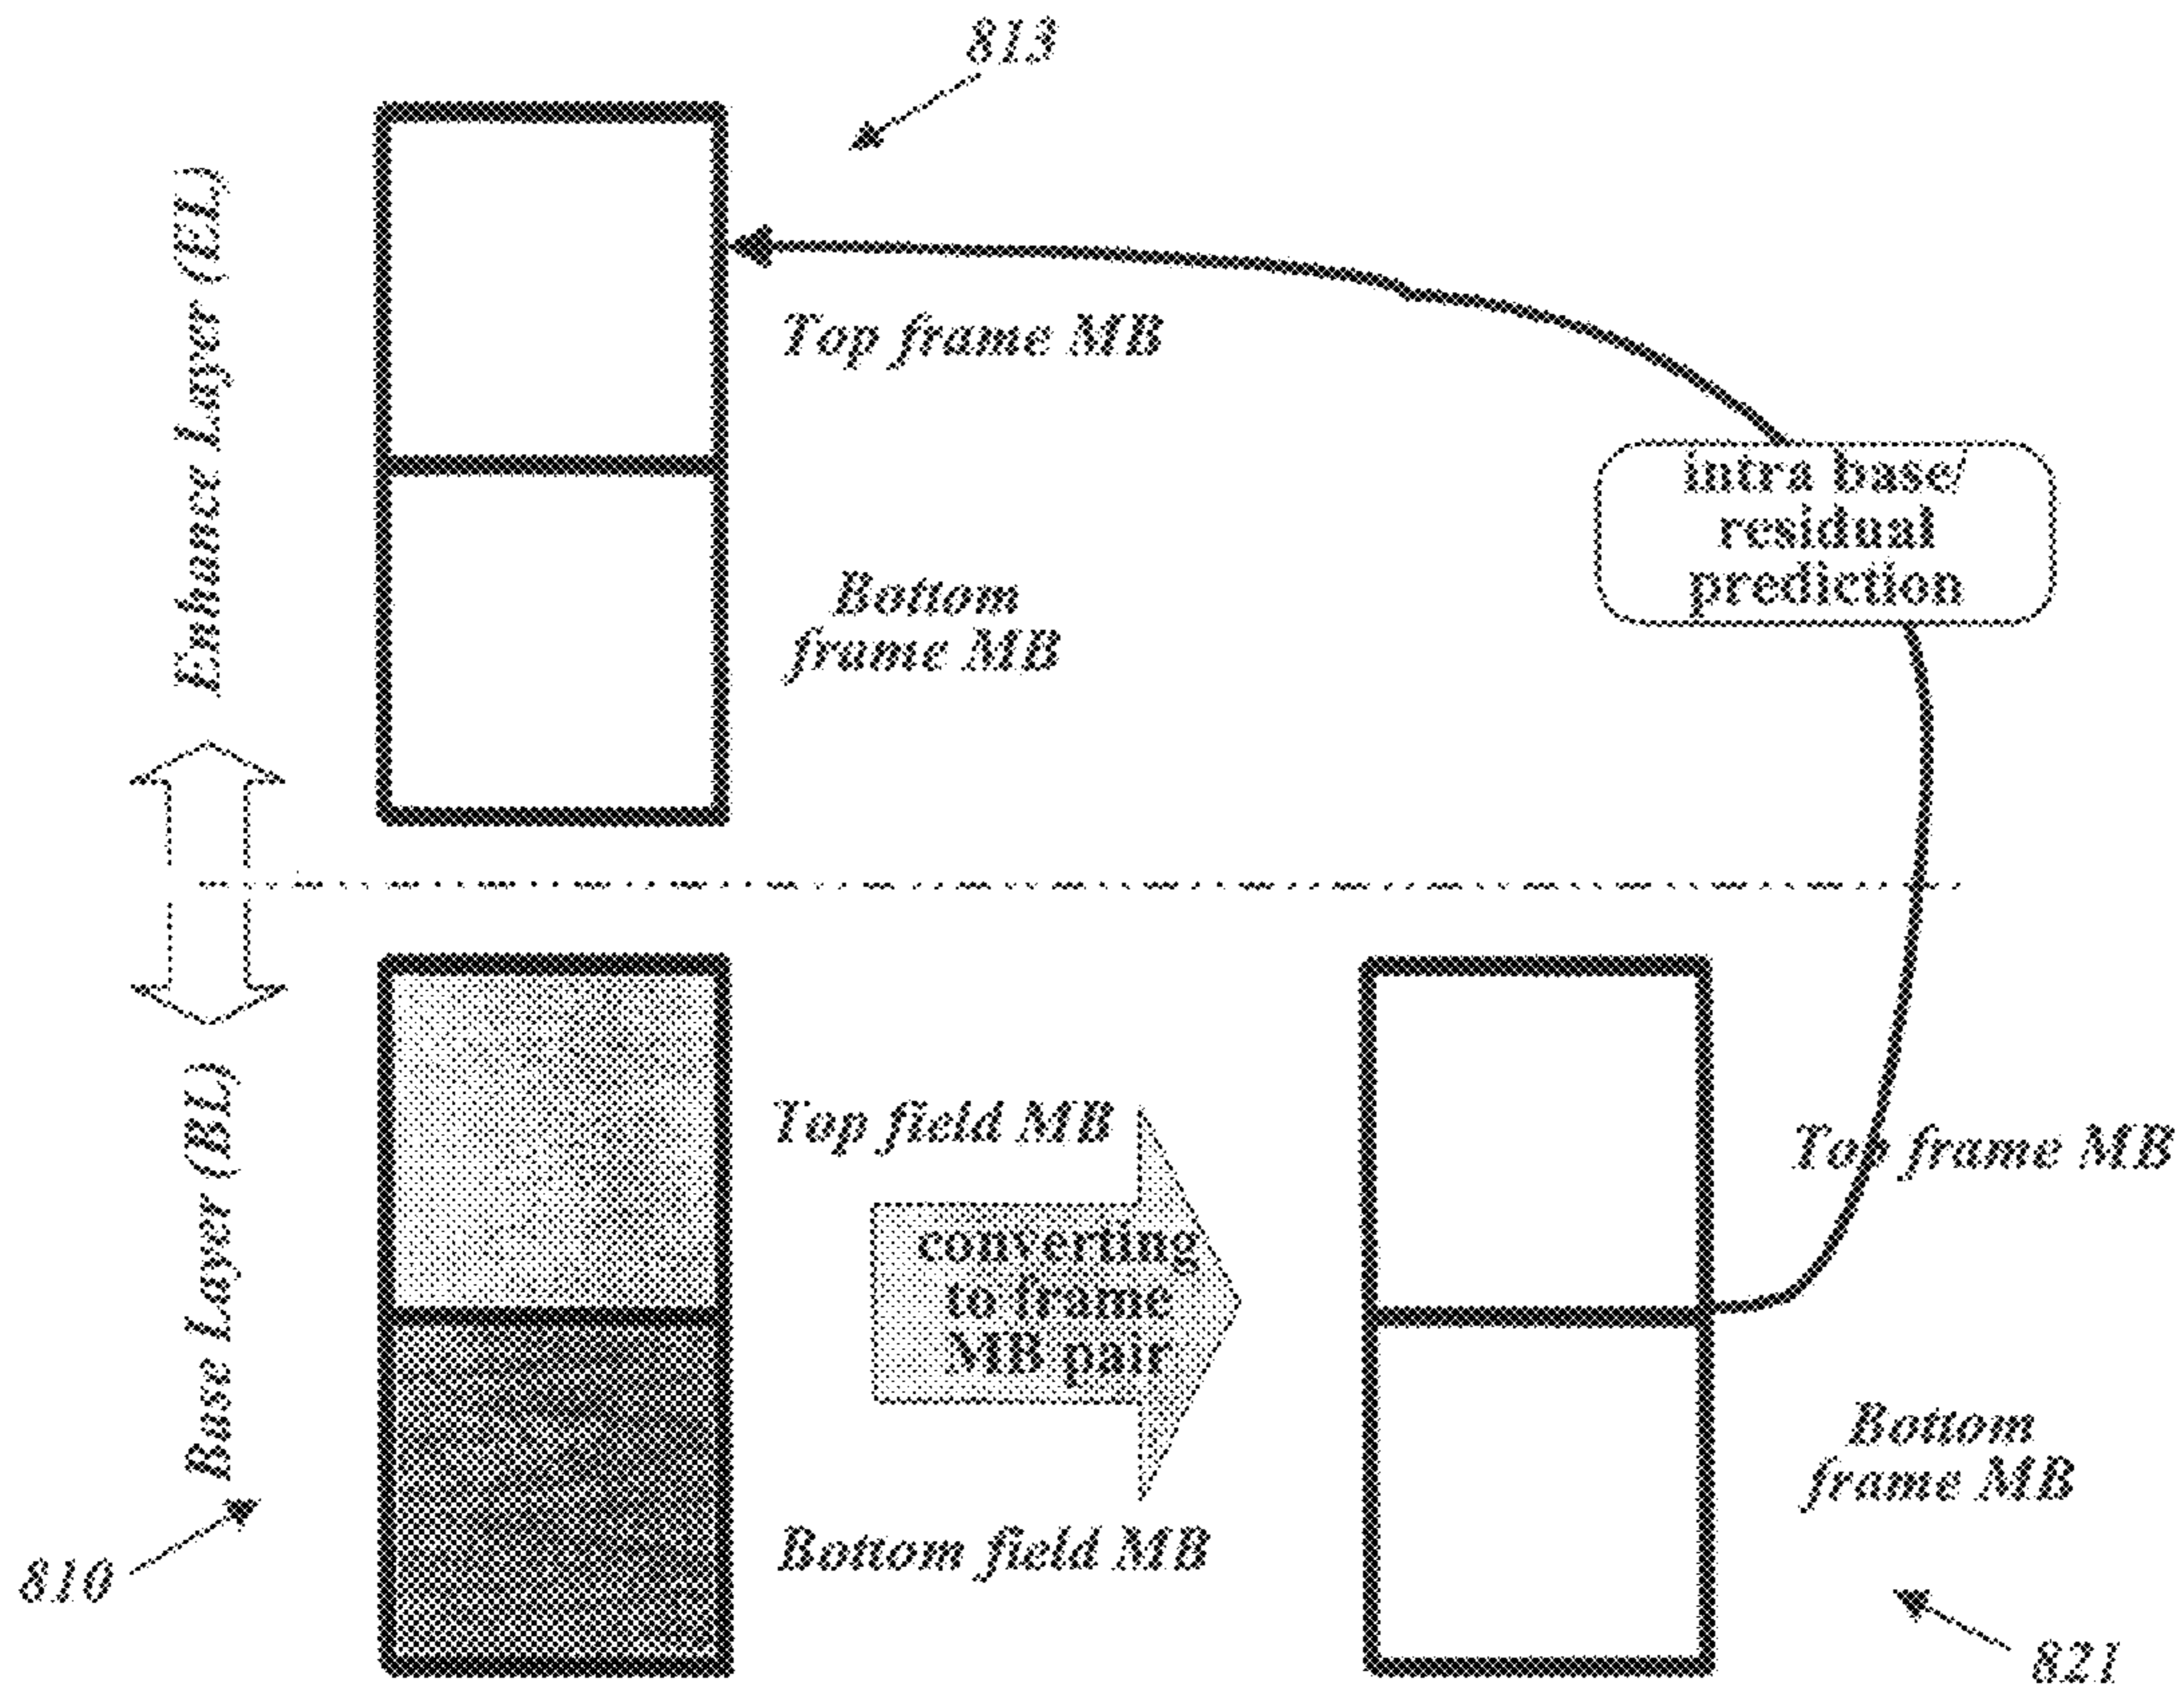 813
Enhance Layer (EL)
Top frame MB
Bottom
frame MB
intra base/
residual
prediction
Base Layer (BL)
Top field MB
converting
to frame
MB pair
Bottom field MB
Top frame MB
Bottom
frame MB
810
821